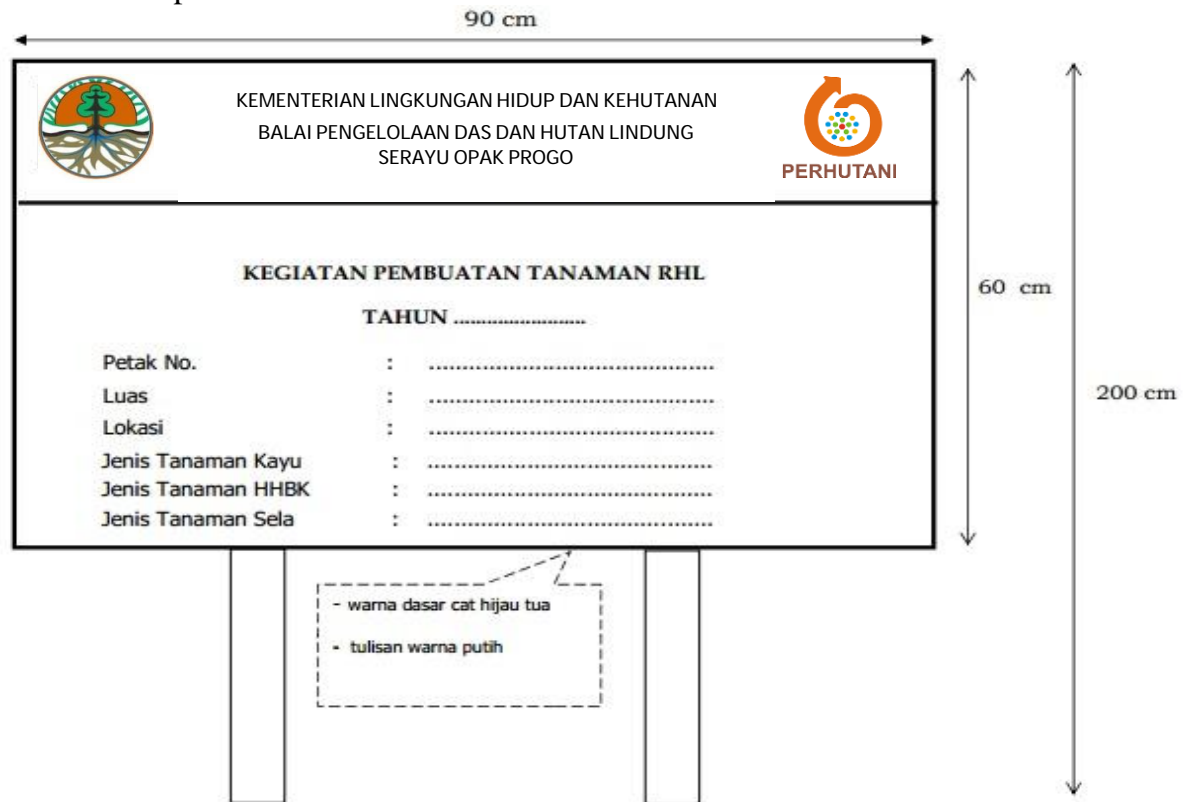 90 cm
KEMENTERIAN LINGKUNGAN HIDUP DAN KEHUTANAN
BALAI PENGELOLAAN DAS DAN HUTAN LINDUNG
SERAYU OPAK PROGO
PERHUTANI
KEGIATAN PEMBUATAN TANAMAN RHL
TAHUN ..........................
60 cm
Petak No. : ...........................................
Luas : ...........................................
200 cm
Lokasi : ...........................................
Jenis Tanaman Kayu : ...........................................
Jenis Tanaman HHBK : ...........................................
Jenis Tanaman Sela : ...........................................
- warna dasar cat hijau tua
- tulisan warna putih